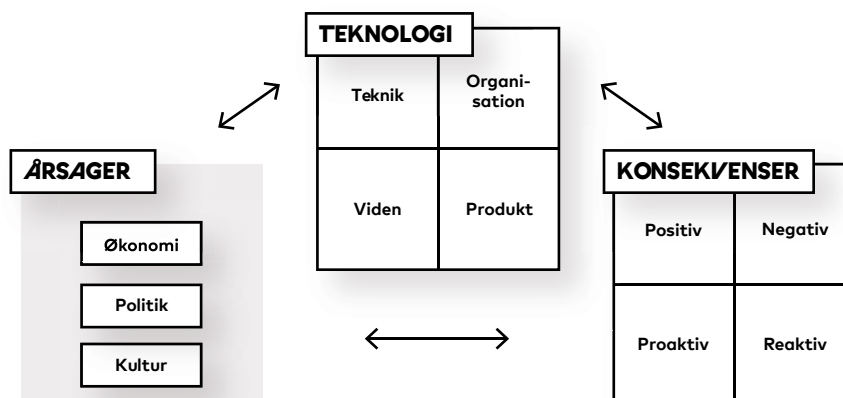 TEKNOLOGI
Teknik
Organi-
sation
Viden
Produkt
ÅRSAGER
Økonomi
Politik
Kultur
KONSEKVENSER
Positiv
Negativ
Proaktiv
Reaktiv